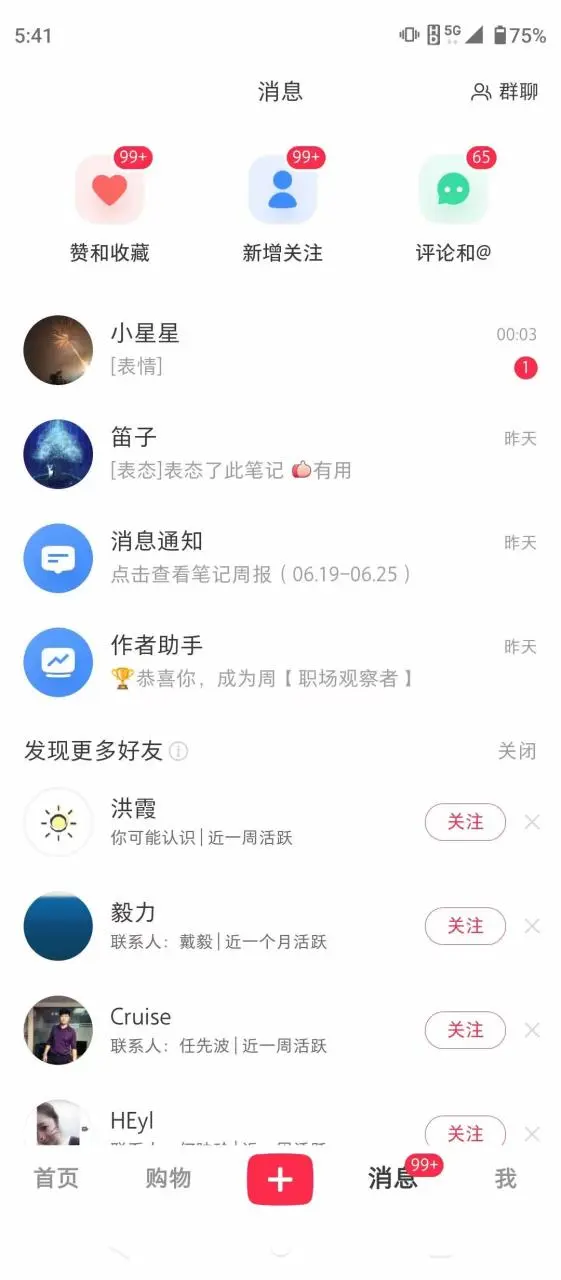 5:41 5G 75%
消息 群聊
99+ 99+ 65
赞和收藏 新增关注 评论和@
小星星 00:03
[表情] 1
笛子 昨天
[表态]表态了此笔记 👍有用
消息通知 昨天
点击查看笔记周报（06.19-06.25）
作者助手 昨天
🏆恭喜你，成为周【职场观察者】
发现更多好友 关闭
洪霞
你可能认识|近一周活跃 关注
毅力
联系人：戴毅|近一个月活跃 关注
Cruise
联系人：任先波|近一周活跃 关注
HEyl
关注
首页 购物 消息 99+ 我